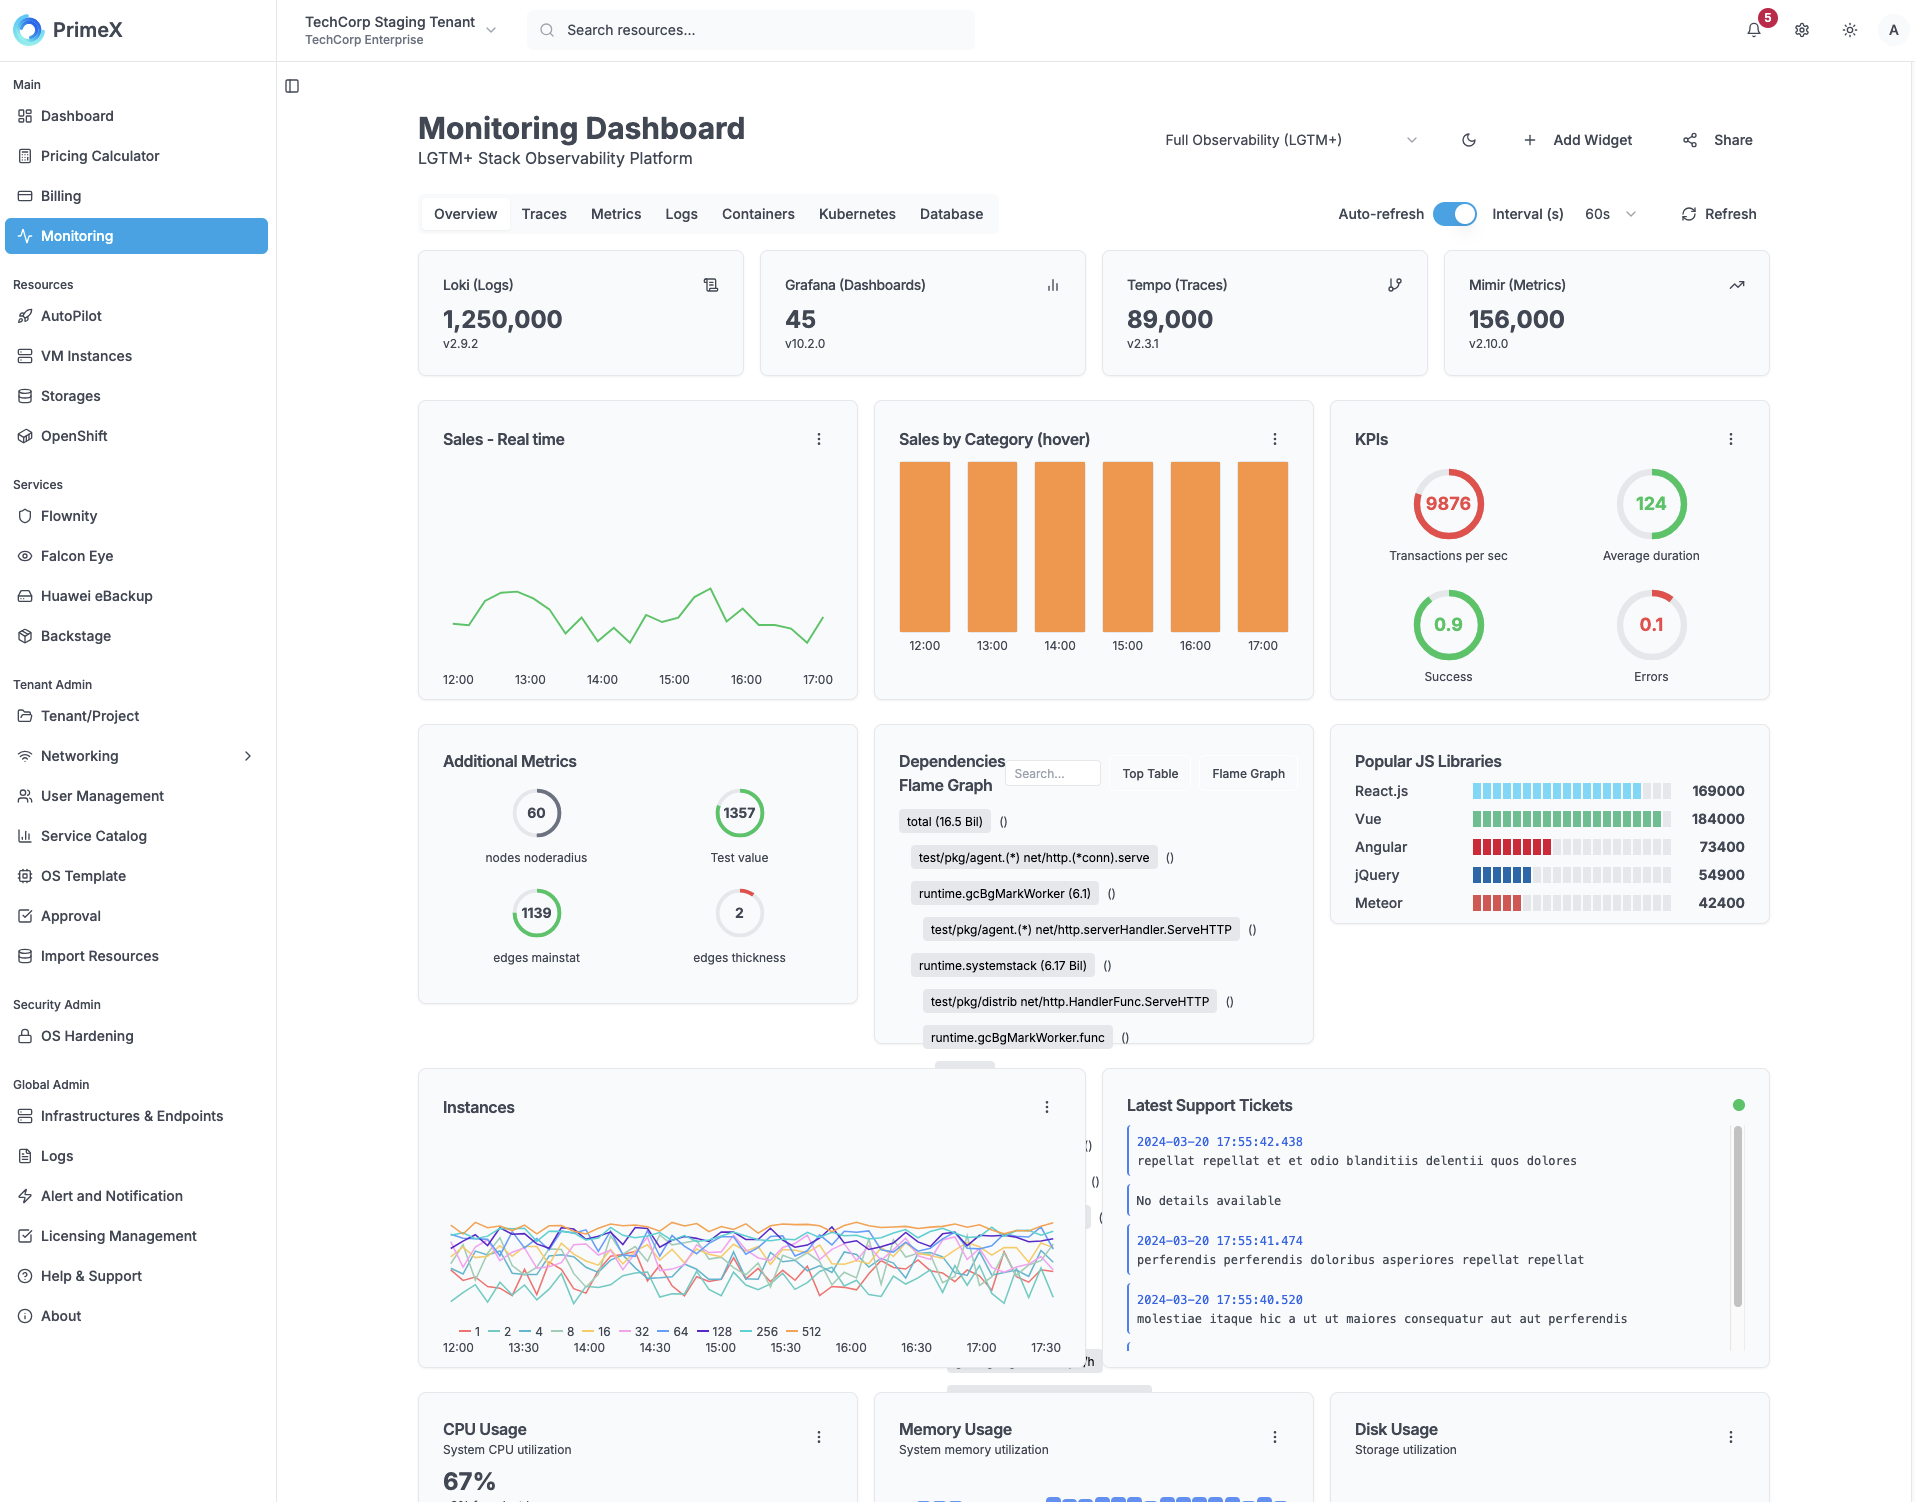 PrimeX
TechCorp Staging Tenant
TechCorp Enterprise
Search resources...
5
A
Main
Dashboard
Pricing Calculator
Billing
Monitoring
Resources
AutoPilot
VM Instances
Storages
OpenShift
Services
Flownity
Falcon Eye
Huawei eBackup
Backstage
Tenant Admin
Tenant/Project
Networking
User Management
Service Catalog
OS Template
Approval
Import Resources
Security Admin
OS Hardening
Global Admin
Infrastructures & Endpoints
Logs
Alert and Notification
Licensing Management
Help & Support
About
Monitoring Dashboard
LGTM+ Stack Observability Platform
Full Observability (LGTM+)
Add Widget
Share
Overview Traces Metrics Logs Containers Kubernetes Database
Auto-refresh Interval (s) 60s Refresh
Loki (Logs)
1,250,000
v2.9.2
Grafana (Dashboards)
45
v10.2.0
Tempo (Traces)
89,000
v2.3.1
Mimir (Metrics)
156,000
v2.10.0
Sales - Real time
12:00 13:00 14:00 15:00 16:00 17:00
Sales by Category (hover)
12:00 13:00 14:00 15:00 16:00 17:00
KPIs
9876
Transactions per sec
124
Average duration
0.9
Success
0.1
Errors
Additional Metrics
60
nodes noderadius
1357
Test value
1139
edges mainstat
2
edges thickness
Dependencies
Flame Graph
Search...
Top Table
Flame Graph
total (16.5 Bil) ()
test/pkg/agent.(*) net/http.(*conn).serve ()
runtime.gcBgMarkWorker (6.1) ()
test/pkg/agent.(*) net/http.serverHandler.ServeHTTP ()
runtime.systemstack (6.17 Bil) ()
test/pkg/distrib net/http.HandlerFunc.ServeHTTP ()
runtime.gcBgMarkWorker.func ()
()
()
/h
Popular JS Libraries
React.js 169000
Vue 184000
Angular 73400
jQuery 54900
Meteor 42400
Instances
1 2 4 8 16 32 64 128 256 512
12:00 13:30 14:00 14:30 15:00 15:30 16:00 16:30 17:00 17:30
Latest Support Tickets
2024-03-20 17:55:42.438
repellat repellat et et odio blanditiis delentii quos dolores
No details available
2024-03-20 17:55:41.474
perferendis perferendis doloribus asperiores repellat repellat
2024-03-20 17:55:40.520
molestiae itaque hic a ut ut maiores consequatur aut aut perferendis
CPU Usage
System CPU utilization
67%
Memory Usage
System memory utilization
Disk Usage
Storage utilization